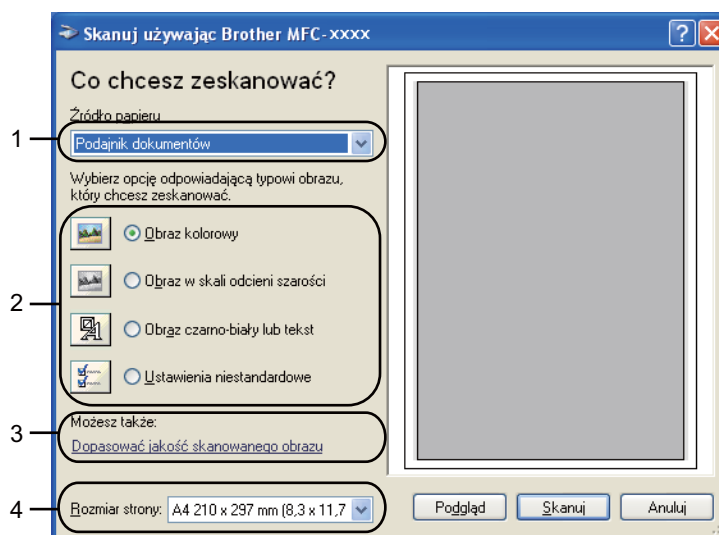 Skanuj używając Brother MFC-xxxx
Co chcesz zeskanować?
Źródło papieru
1
Podajnik dokumentów
Wybierz opcję odpowiadającą typowi obrazu,
który chcesz zeskanować.
2
Obraz kolorowy
Obraz w skali odcieni szarości
Obraz czarno-biały lub tekst
Ustawienia niestandardowe
3
Możesz także:
Dopasować jakość skanowanego obrazu
4
Rozmiar strony: A4 210 x 297 mm (8,3 x 11,7
Podgląd Skanuj Anuluj